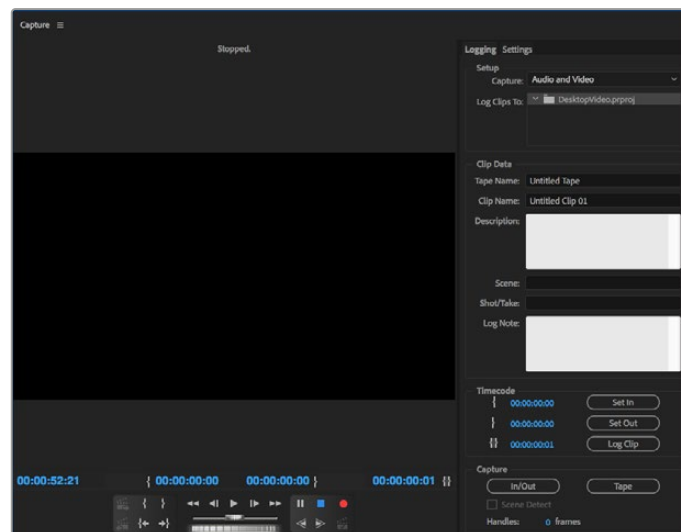 Capture
Stopped.
00:00:52:21
{ 00:00:00:00
00:00:00:00 }
00:00:00:01 {}
Logging Settings
Setup
Capture: Audio and Video
Log Clips To: DesktopVideo.prproj
Clip Data
Tape Name: Untitled Tape
Clip Name: Untitled Clip 01
Description:
Scene:
Shot/Take:
Log Note:
Timecode
{ 00:00:00:00 Set In
} 00:00:00:00 Set Out
{} 00:00:00:01 Log Clip
Capture
In/Out Tape
Scene Detect
Handles: 0 frames